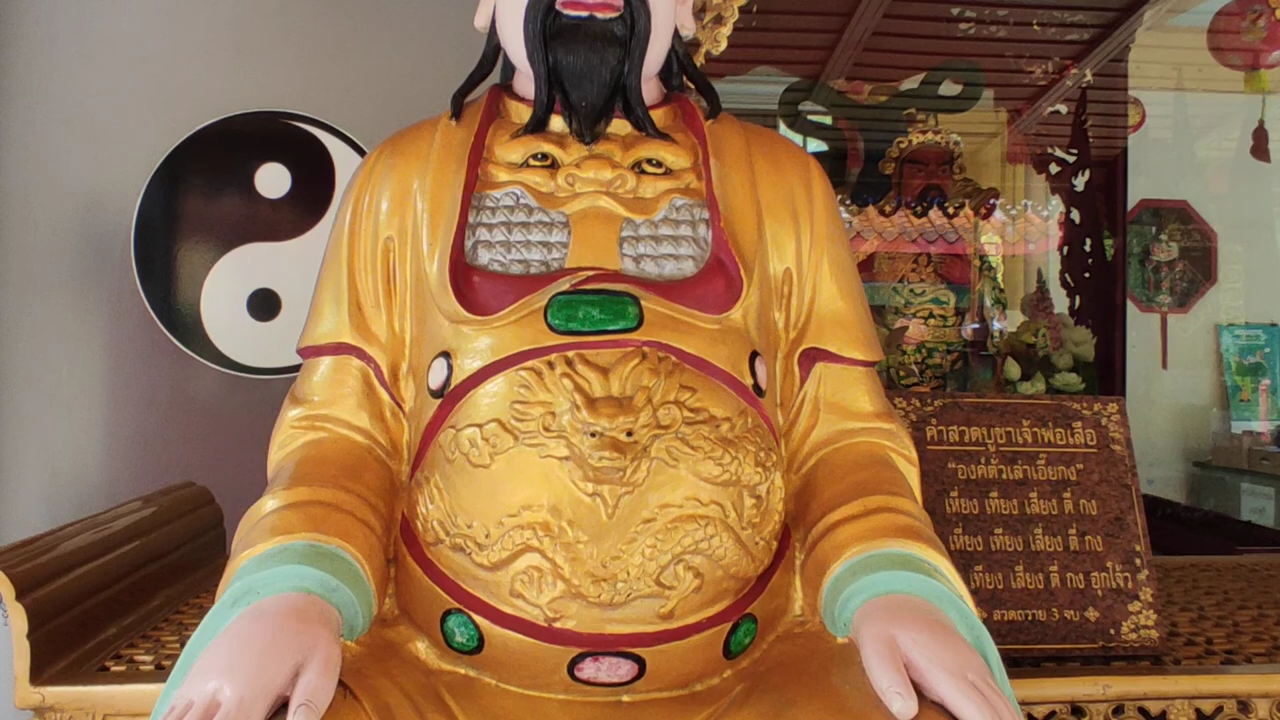 คำสวดบูชาเจ้าพ่อเสือ
“องค์ตั่วเล่าเอี๊ยกง”
เหี่ยง เทียง เสี่ยง ตี่ กง
เหี่ยง เทียง เสี่ยง ตี่ กง
เทียง เสี่ยง ตี่ กง ฮุกโจ้ว
สวดถวาย 3 จบ